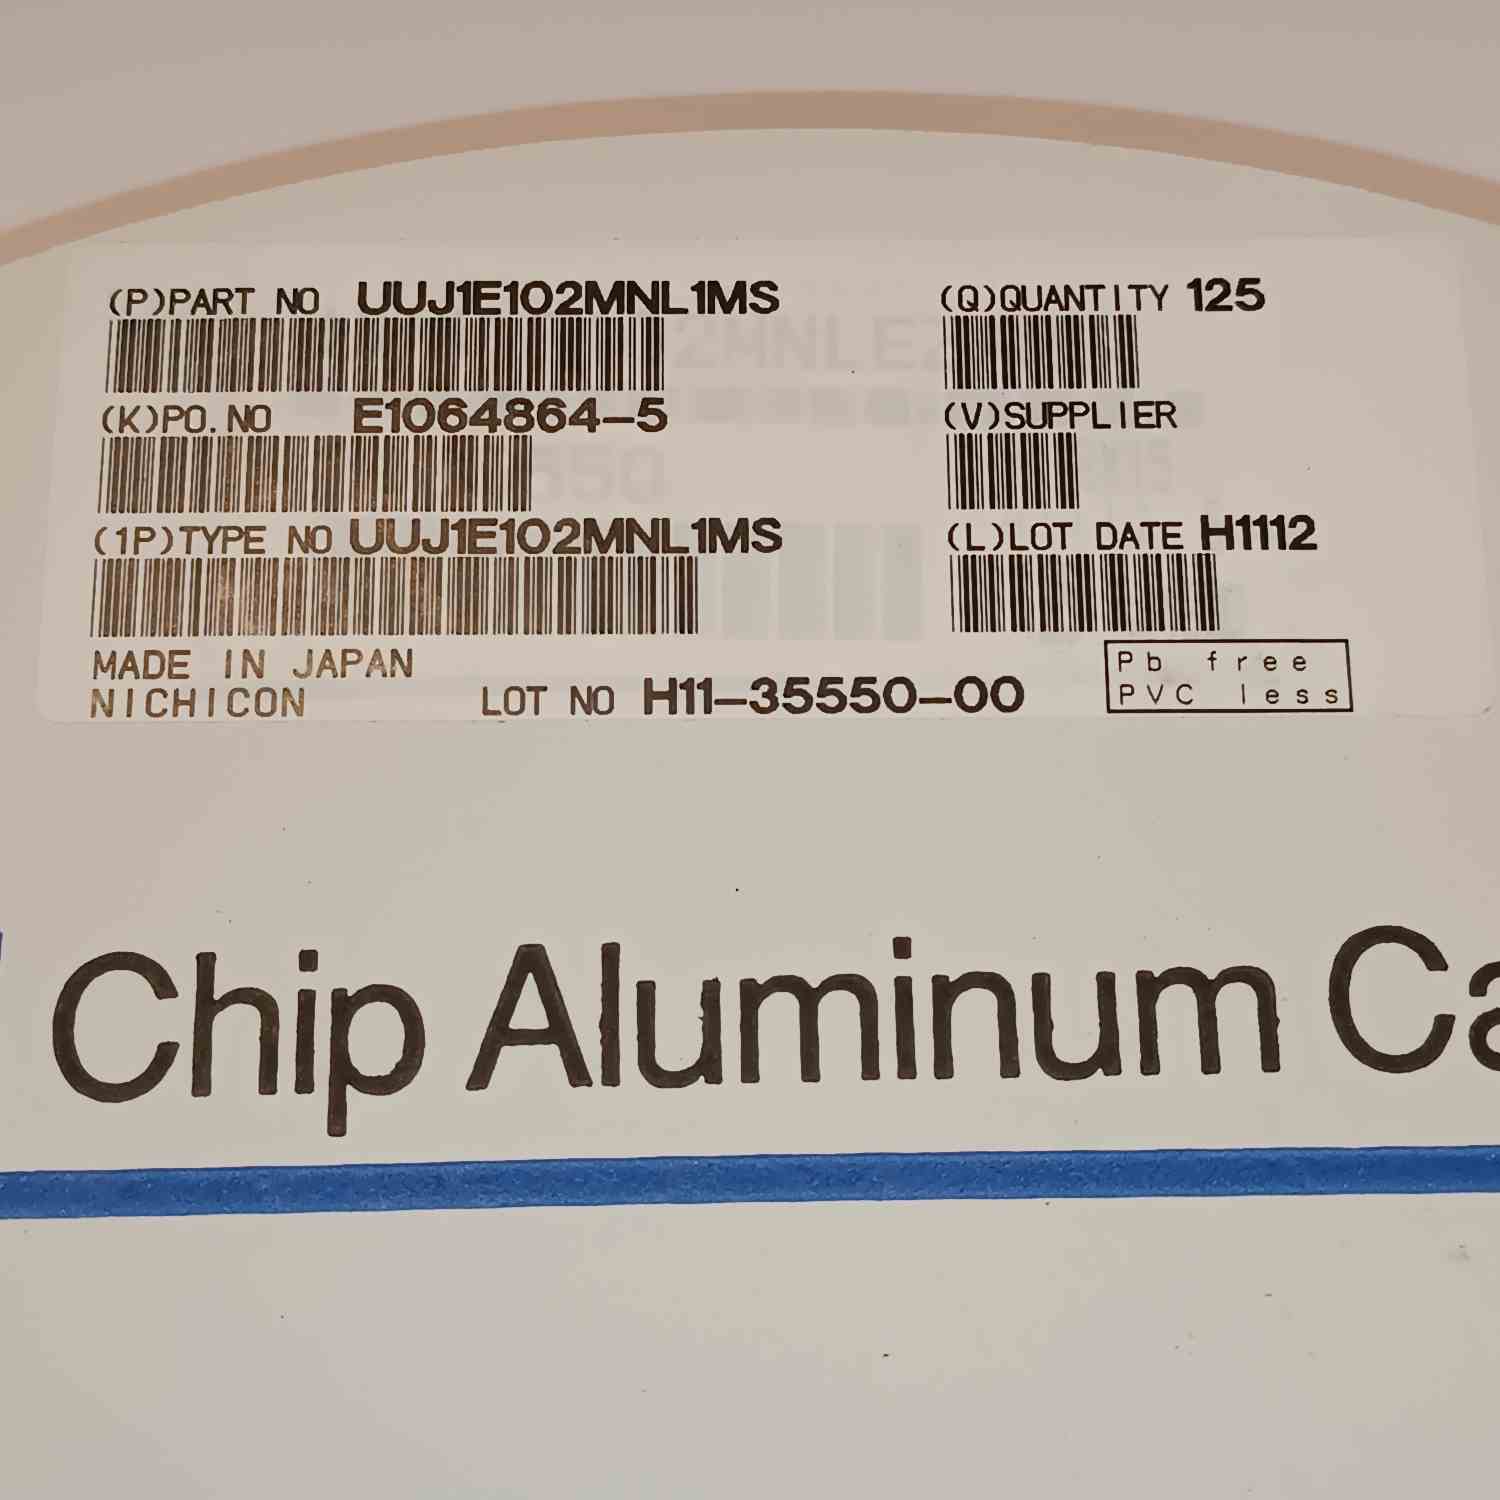 (P)PART NO UUJ1E102MNL1MS
(Q)QUANTITY 125
(K)PO.NO E1064864-5
(V)SUPPLIER
(1P)TYPE NO UUJ1E102MNL1MS
(L)LOT DATE H1112
MADE IN JAPAN
NICHICON LOT NO H11-35550-00
Pb free
PVC less
Chip Aluminum Ca